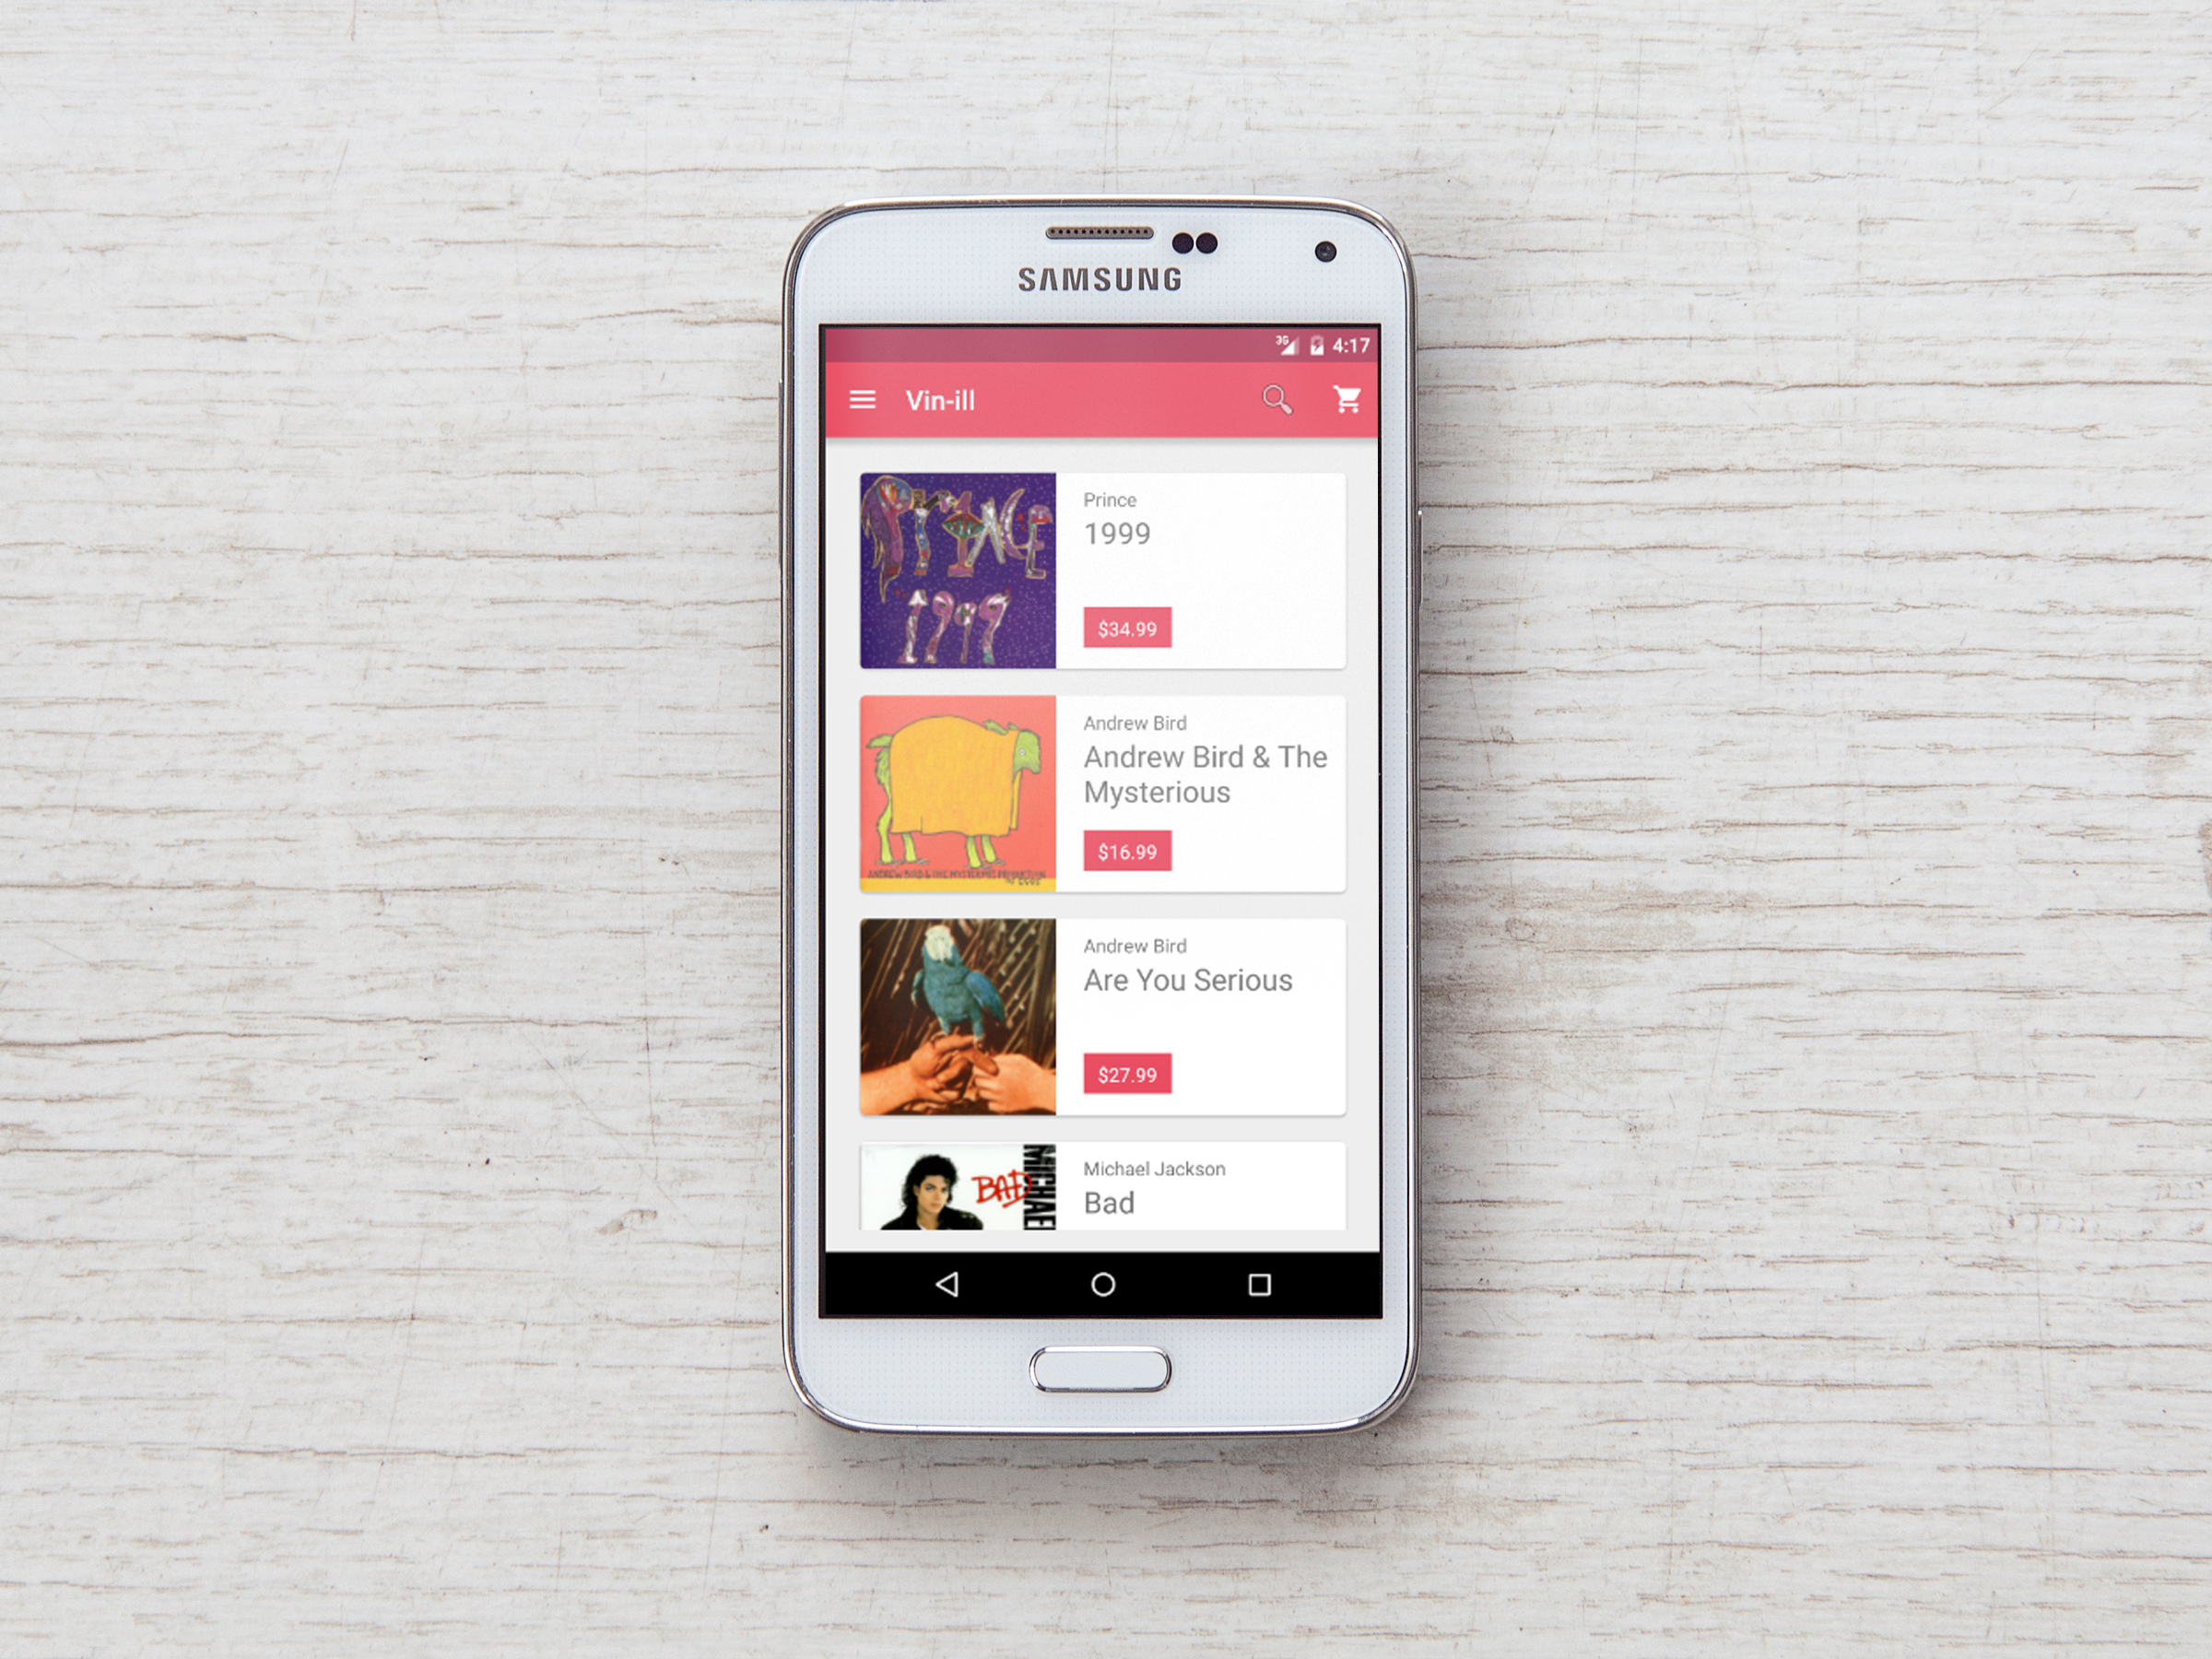 SAMSUNG
3G 4:17
Vin-ill
PRINCE
1999
Prince
1999
$34.99
ANDREW BIRD & THE MYSTERIOUS PRODUCTION
OF EGGS
Andrew Bird
Andrew Bird & The
Mysterious
$16.99
Andrew Bird
Are You Serious
$27.99
BAD
MICHAEL
Michael Jackson
Bad